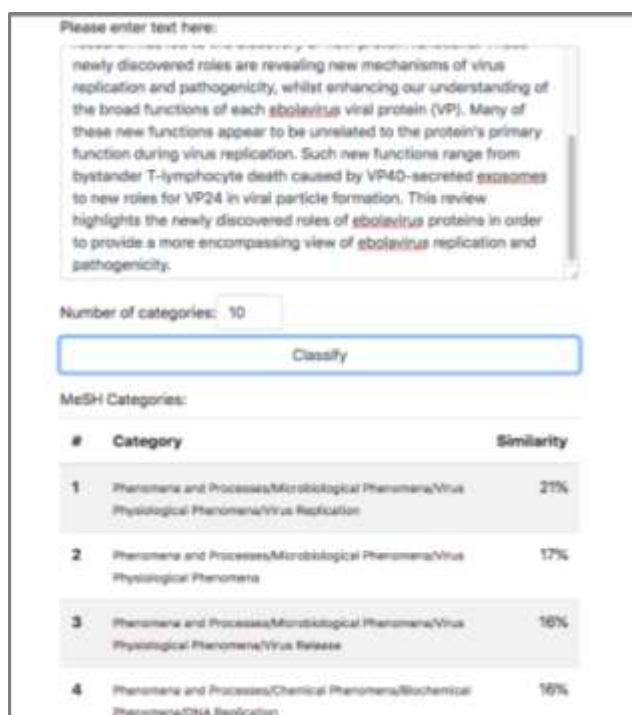 Please enter text here:
newly discovered roles are revealing new mechanisms of virus
replication and pathogenicity, whilst enhancing our understanding of
the broad functions of each ebolavirus viral protein (VP). Many of
these new functions appear to be unrelated to the protein's primary
function during virus replication. Such new functions range from
bystander T-lymphocyte death caused by VP40-secreted exosomes
to new roles for VP24 in viral particle formation. This review
highlights the newly discovered roles of ebolavirus proteins in order
to provide a more encompassing view of ebolavirus replication and
pathogenicity.
Number of categories: 10
Classify
MeSH Categories:
# Category Similarity
1 Phenomena and Processes/Microbiological Phenomena/Virus 21%
Physiological Phenomena/Virus Replication
2 Phenomena and Processes/Microbiological Phenomena/Virus 17%
Physiological Phenomena
3 Phenomena and Processes/Microbiological Phenomena/Virus 16%
Physiological Phenomena/Virus Release
4 Phenomena and Processes/Chemical Phenomena/Biochemical 16%
Phenomena/DNA Replication